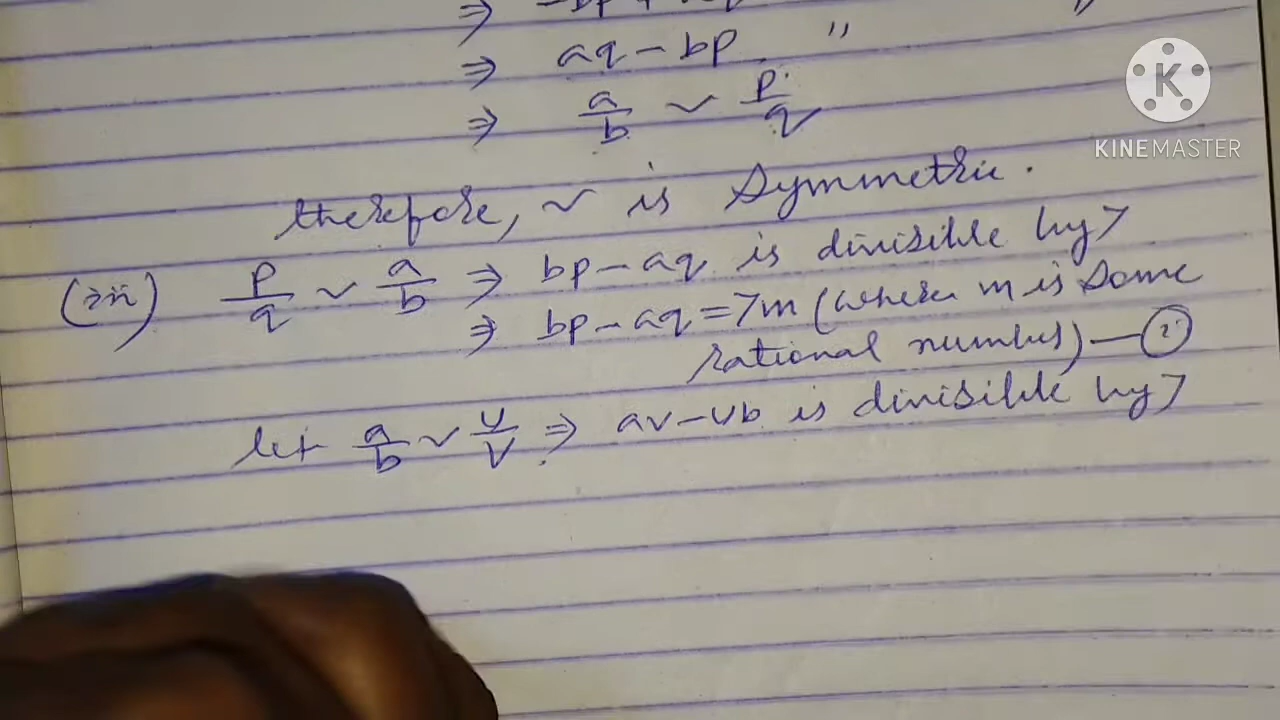 ⇒ -bp
⇒ aq - bp "
⇒ a/b ~ p/q
K
KINEMASTER
therefore, ~ is Symmetric.
(iii) p/q ~ a/b ⇒ bp - aq is divisible by 7
⇒ bp - aq = 7m (where m is some
rational number) — (i)
let a/b ~ u/v ⇒ av - ub is divisible by 7